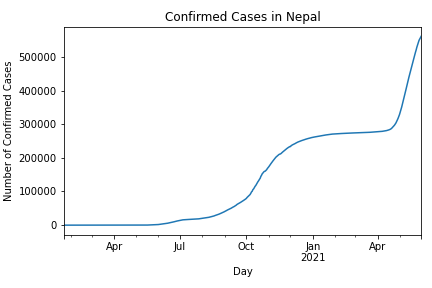 Confirmed Cases in Nepal
Number of Confirmed Cases
500000
400000
300000
200000
100000
0
Apr
Jul
Oct
Jan
2021
Apr
Day